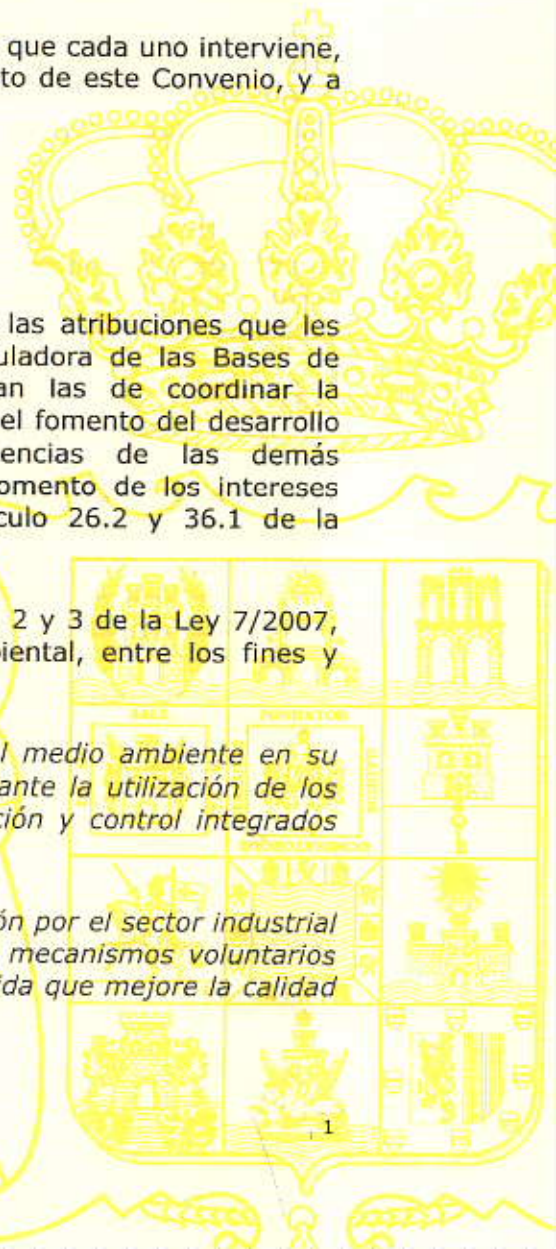 que cada uno interviene,
to de este Convenio, y a
las atribuciones que les
uladora de las Bases de
an las de coordinar la
el fomento del desarrollo
encias de las demás
omento de los intereses
culo 26.2 y 36.1 de la
2 y 3 de la Ley 7/2007,
biental, entre los fines y
l medio ambiente en su
ante la utilización de los
ción y control integrados
ón por el sector industrial
mecanismos voluntarios
ida que mejore la calidad
1